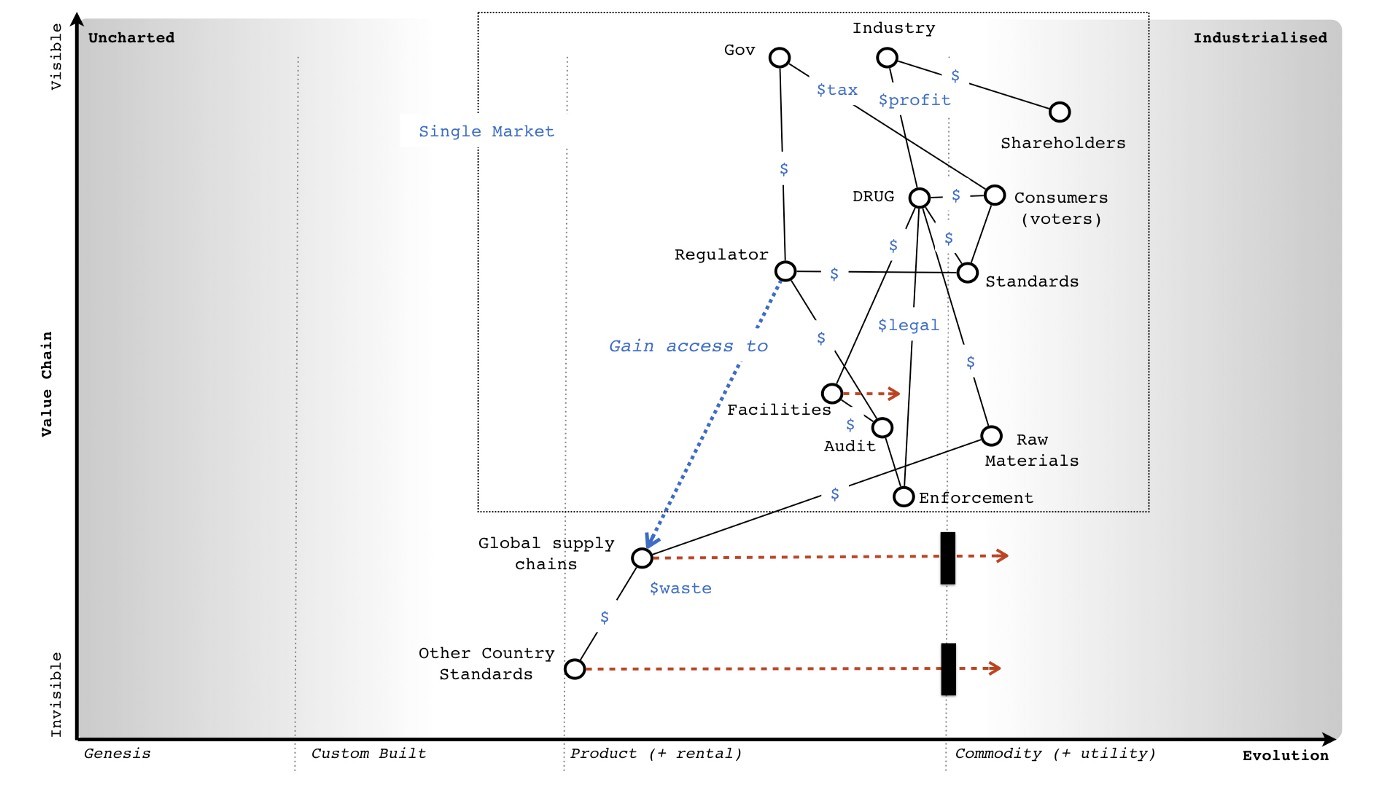 Visible
Uncharted
Industrialised
Industry
Gov
$
$tax
$profit
Single Market
Shareholders
$
DRUG
$
Consumers
(voters)
$
$
Regulator
$
Standards
$legal
$
Gain access to
$
Value Chain
Facilities
$
Audit
Raw
Materials
$
Enforcement
Global supply
chains
$waste
$
Other Country
Standards
Invisible
Genesis
Custom Built
Product (+ rental)
Commodity (+ utility)
Evolution